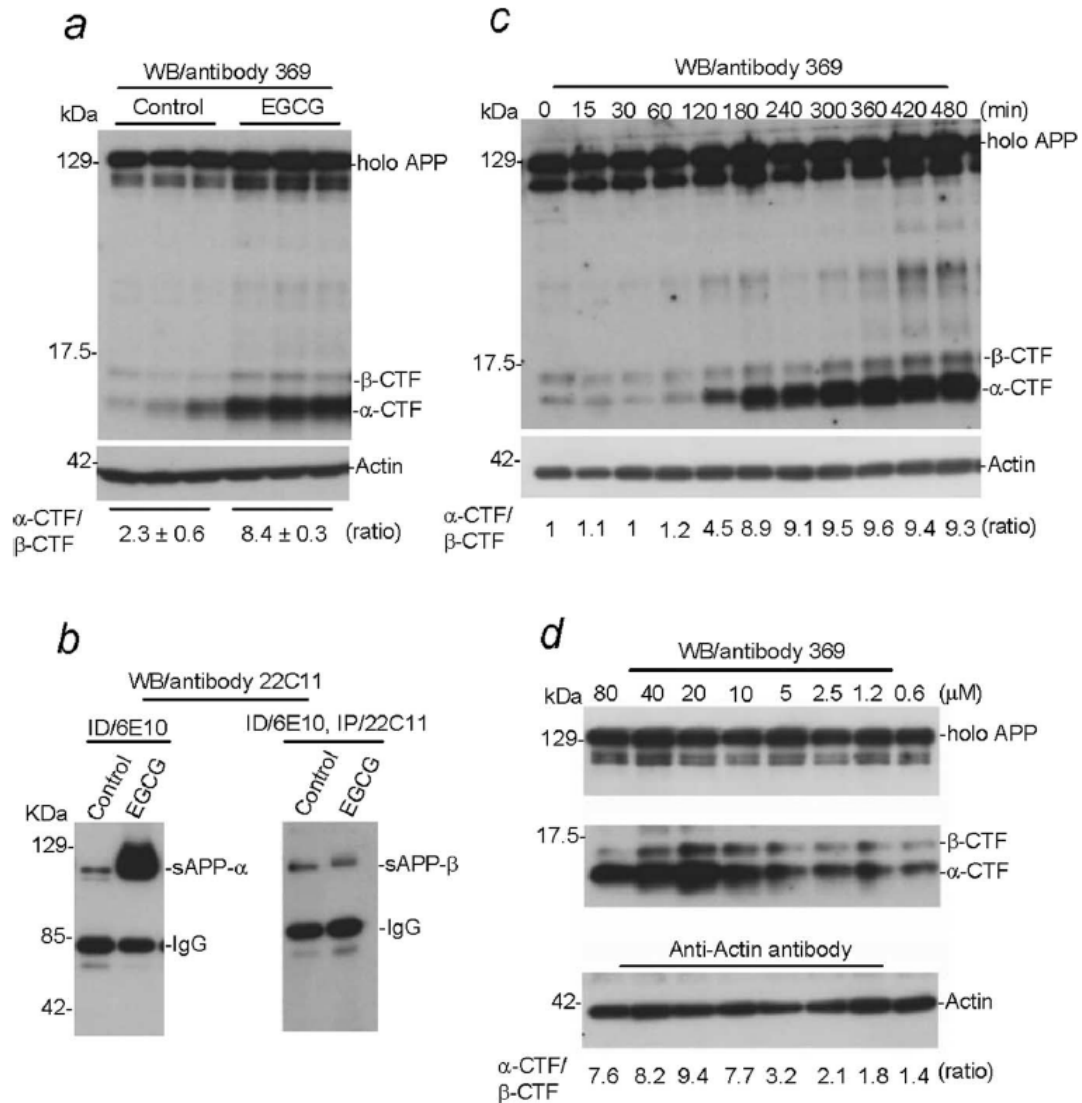 a
WB/antibody 369
Control EGCG
kDa
129-
-holo APP
17.5-
-β-CTF
-α-CTF
42-
-Actin
α-CTF/
β-CTF
2.3 ± 0.6 8.4 ± 0.3 (ratio)
c
WB/antibody 369
kDa
0 15 30 60 120 180 240 300 360 420 480 (min)
-holo APP
129-
17.5-
-β-CTF
-α-CTF
42-
-Actin
α-CTF/
β-CTF
1 1.1 1 1.2 4.5 8.9 9.1 9.5 9.6 9.4 9.3 (ratio)
b
WB/antibody 22C11
ID/6E10
ID/6E10, IP/22C11
Control
EGCG
Control
EGCG
KDa
129-
-sAPP-α
-sAPP-β
85-
-IgG
-IgG
42-
d
WB/antibody 369
kDa
80 40 20 10 5 2.5 1.2 0.6 (μM)
129-
-holo APP
17.5-
-β-CTF
-α-CTF
Anti-Actin antibody
42-
-Actin
α-CTF/
β-CTF
7.6 8.2 9.4 7.7 3.2 2.1 1.8 1.4 (ratio)